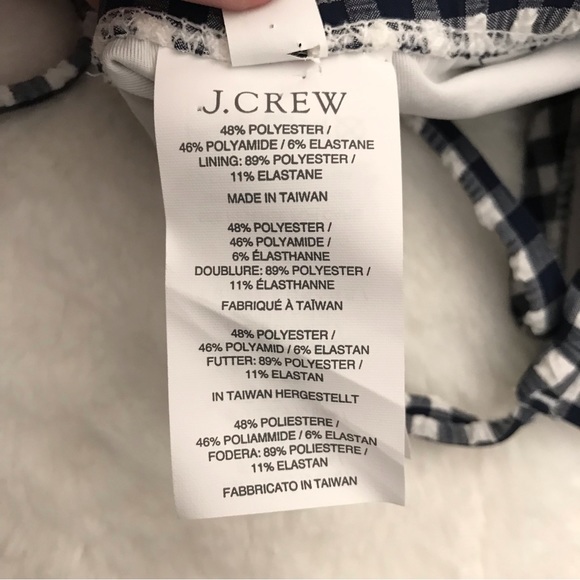 J.CREW
48% POLYESTER /
46% POLYAMIDE / 6% ELASTANE
LINING: 89% POLYESTER /
11% ELASTANE
MADE IN TAIWAN
48% POLYESTER /
46% POLYAMIDE /
6% ÉLASTHANNE
DOUBLURE: 89% POLYESTER /
11% ÉLASTHANNE
FABRIQUÉ À TAÏWAN
48% POLYESTER /
46% POLYAMID / 6% ELASTAN
FUTTER: 89% POLYESTER /
11% ELASTAN
IN TAIWAN HERGESTELLT
48% POLIESTERE /
46% POLIAMMIDE / 6% ELASTAN
FODERA: 89% POLIESTERE /
11% ELASTAN
FABBRICATO IN TAIWAN